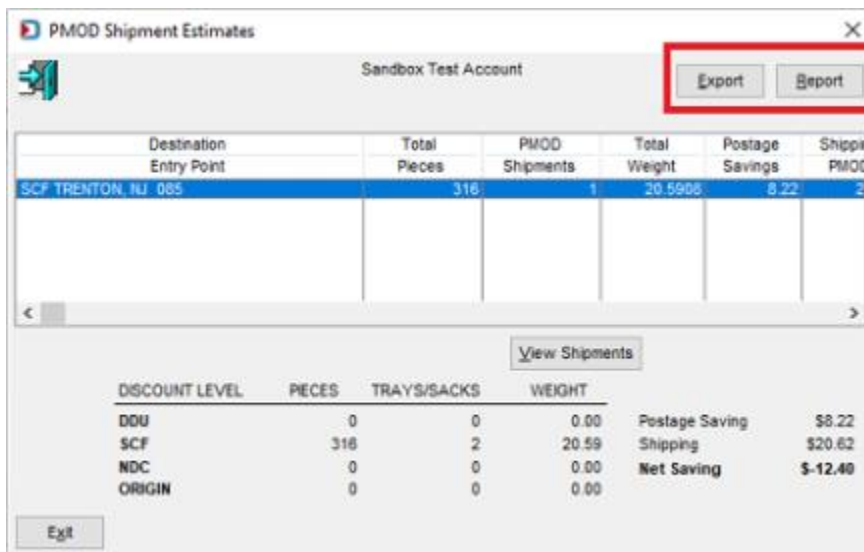 PMOD Shipment Estimates
Sandbox Test Account
Export Report
Destination Total PMOD Total Postage Shippi
Entry Point Pieces Shipments Weight Savings PMOD
SCF TRENTON, NJ 085 316 1 20.5908 8.22 2
View Shipments
DISCOUNT LEVEL PIECES TRAYS/SACKS WEIGHT
DDU 0 0 0.00 Postage Saving $8.22
SCF 316 2 20.59 Shipping $20.62
NDC 0 0 0.00 Net Saving $-12.40
ORIGIN 0 0 0.00
Exit